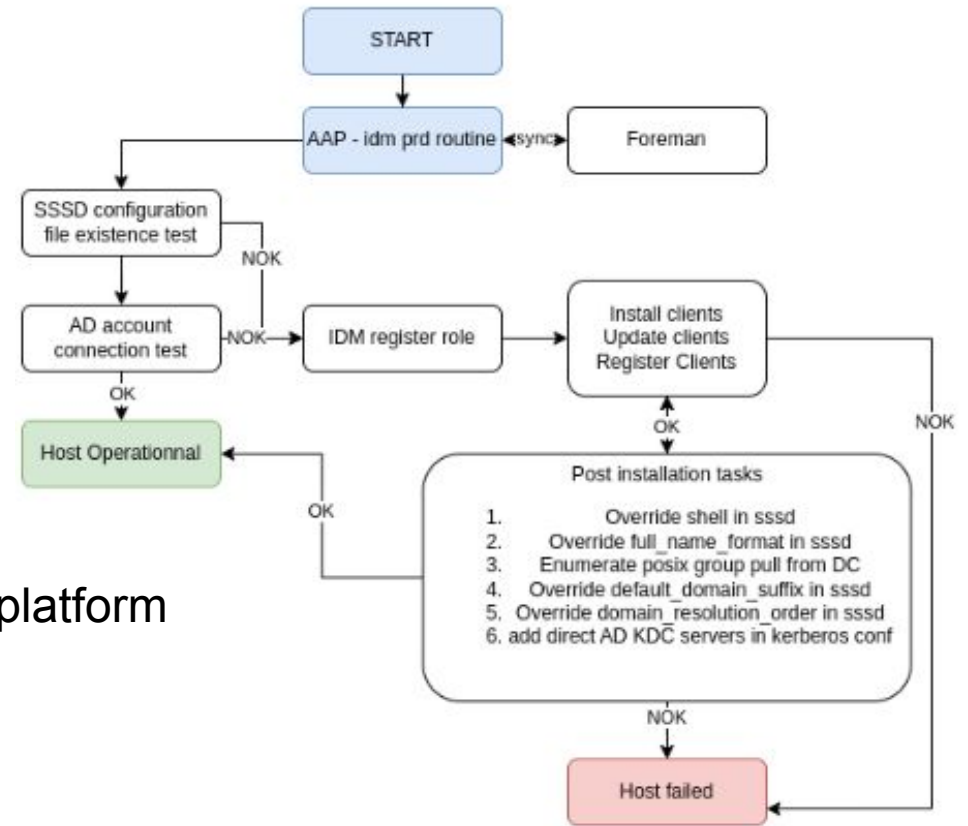 START
AAP - idm prd routine
sync
Foreman
SSSD configuration
file existence test
NOK
AD account
connection test
NOK
IDM register role
Install clients
Update clients
Register Clients
NOK
OK
OK
Host Operationnal
OK
Post installation tasks
1. Override shell in sssd
2. Override full_name_format in sssd
3. Enumerate posix group pull from DC
4. Override default_domain_suffix in sssd
5. Override domain_resolution_order in sssd
6. add direct AD KDC servers in kerberos conf
platform
NOK
Host failed